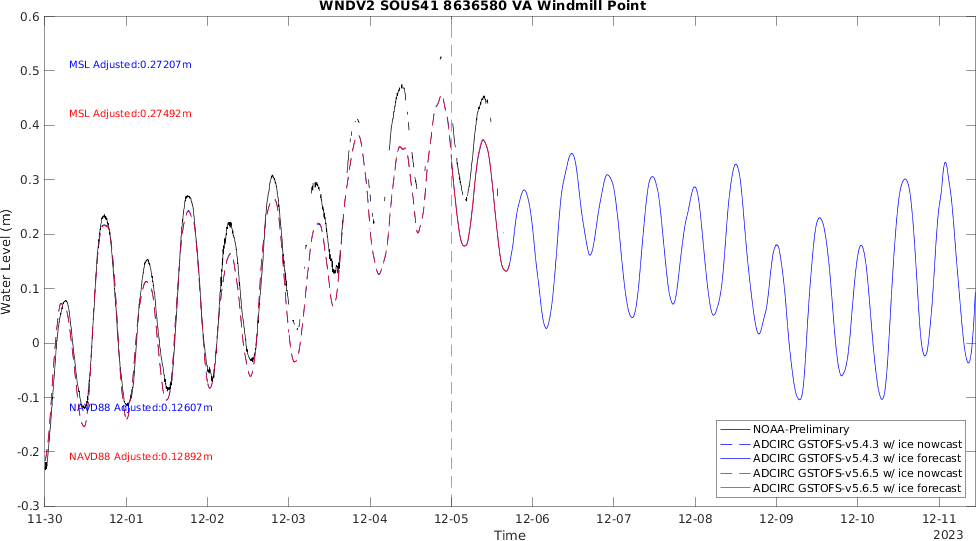 WNDV2 SOUS41 8636580 VA Windmill Point
0.6
0.5
0.4
0.3
0.2
0.1
0
-0.1
-0.2
-0.3
Water Level (m)
MSL Adjusted:0.27207m
MSL Adjusted:0.27492m
NAVD88 Adjusted:0.12607m
NAVD88 Adjusted:0.12892m
NOAA-Preliminary
ADCIRC GSTOFS-v5.4.3 w/ ice nowcast
ADCIRC GSTOFS-v5.4.3 w/ ice forecast
ADCIRC GSTOFS-v5.6.5 w/ ice nowcast
ADCIRC GSTOFS-v5.6.5 w/ ice forecast
11-30 12-01 12-02 12-03 12-04 12-05 12-06 12-07 12-08 12-09 12-10 12-11
Time
2023